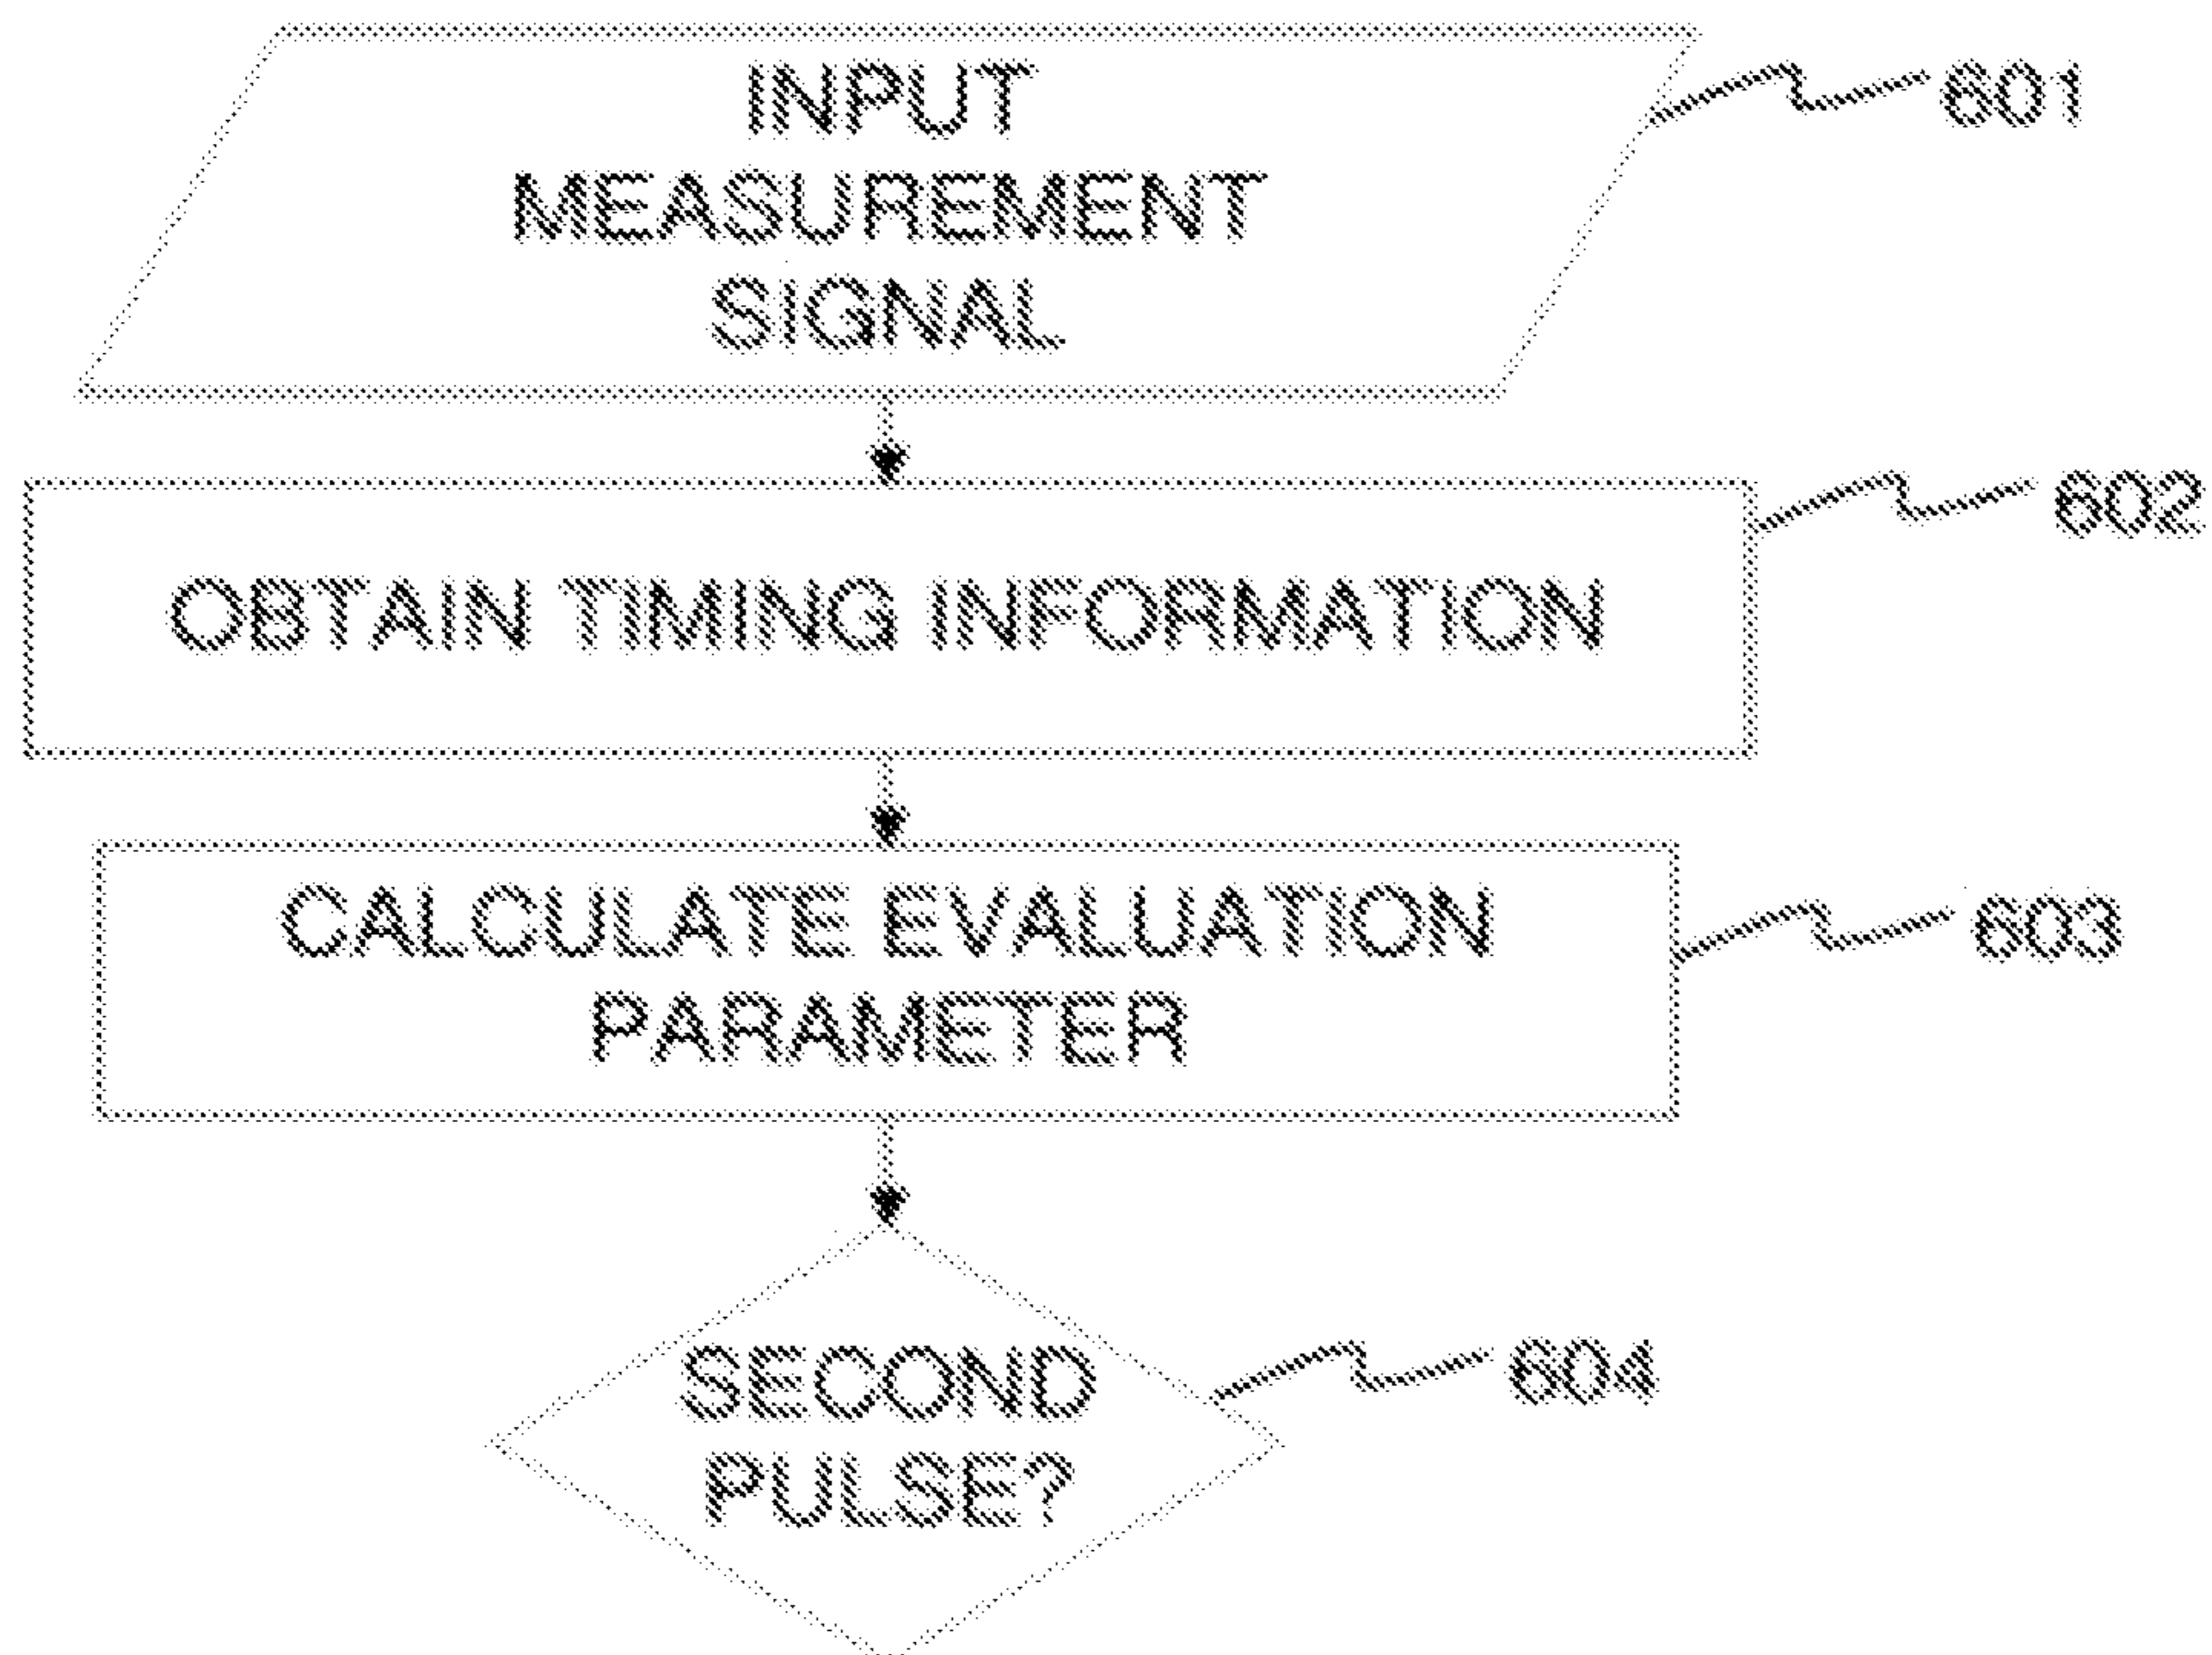 INPUT
MEASUREMENT
SIGNAL
601
OBTAIN TIMING INFORMATION
602
CALCULATE EVALUATION
PARAMETER
603
SECOND
PULSE?
604